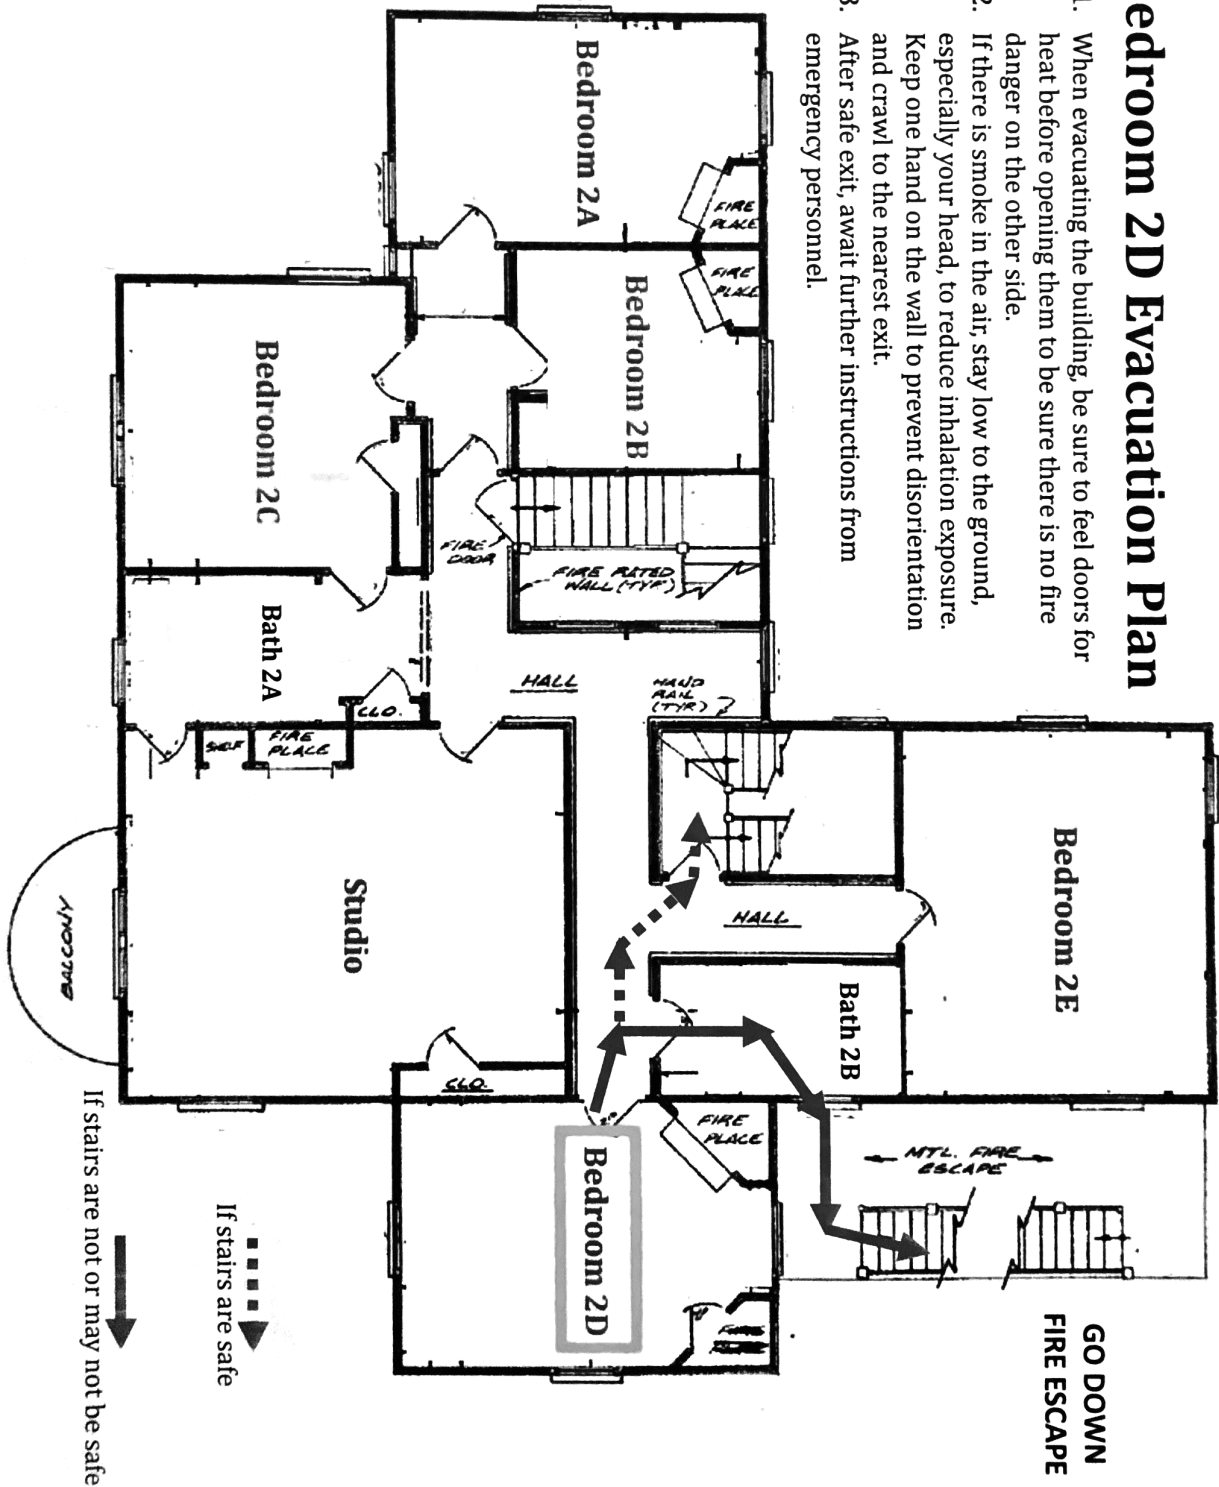 edroom 2D Evacuation Plan
1. When evacuating the building, be sure to feel doors for
heat before opening them to be sure there is no fire
danger on the other side.
2. If there is smoke in the air, stay low to the ground,
especially your head, to reduce inhalation exposure.
Keep one hand on the wall to prevent disorientation
and crawl to the nearest exit.
3. After safe exit, await further instructions from
emergency personnel.
Bedroom 2A
FIRE
PLACE
FIRE
PLACE
Bedroom 2B
Bedroom 2C
FIRE
DOOR
FIRE RATED
WALL (TYP.)
Bath 2A
CLO.
HALL
HAND
RAIL
(TYP.)
SHELF
FIRE
PLACE
Studio
BALCONY
CLO.
HALL
Bedroom 2E
Bath 2B
FIRE
PLACE
MTL. FIRE
ESCAPE
Bedroom 2D
FIRE
PLACE
GO DOWN
FIRE ESCAPE
If stairs are safe
If stairs are not or may not be safe